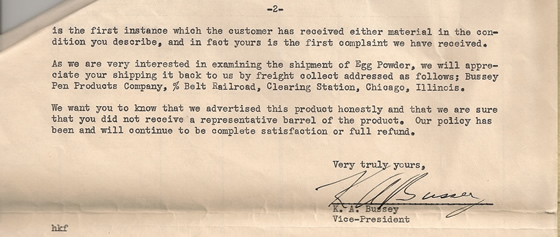 -2-
is the first instance which the customer has received either material in the con-
dition you describe, and in fact yours is the first complaint we have received.
As we are very interested in examining the shipment of Egg Powder, we will appre-
ciate your shipping it back to us by freight collect addressed as follows; Bussey
Pen Products Company, % Belt Railroad, Clearing Station, Chicago, Illinois.
We want you to know that we advertised this product honestly and that we are sure
that you did not receive a representative barrel of the product. Our policy has
been and will continue to be complete satisfaction or full refund.
Very truly yours,
K A Bussey
K. A. Bussey
Vice-President
hkf